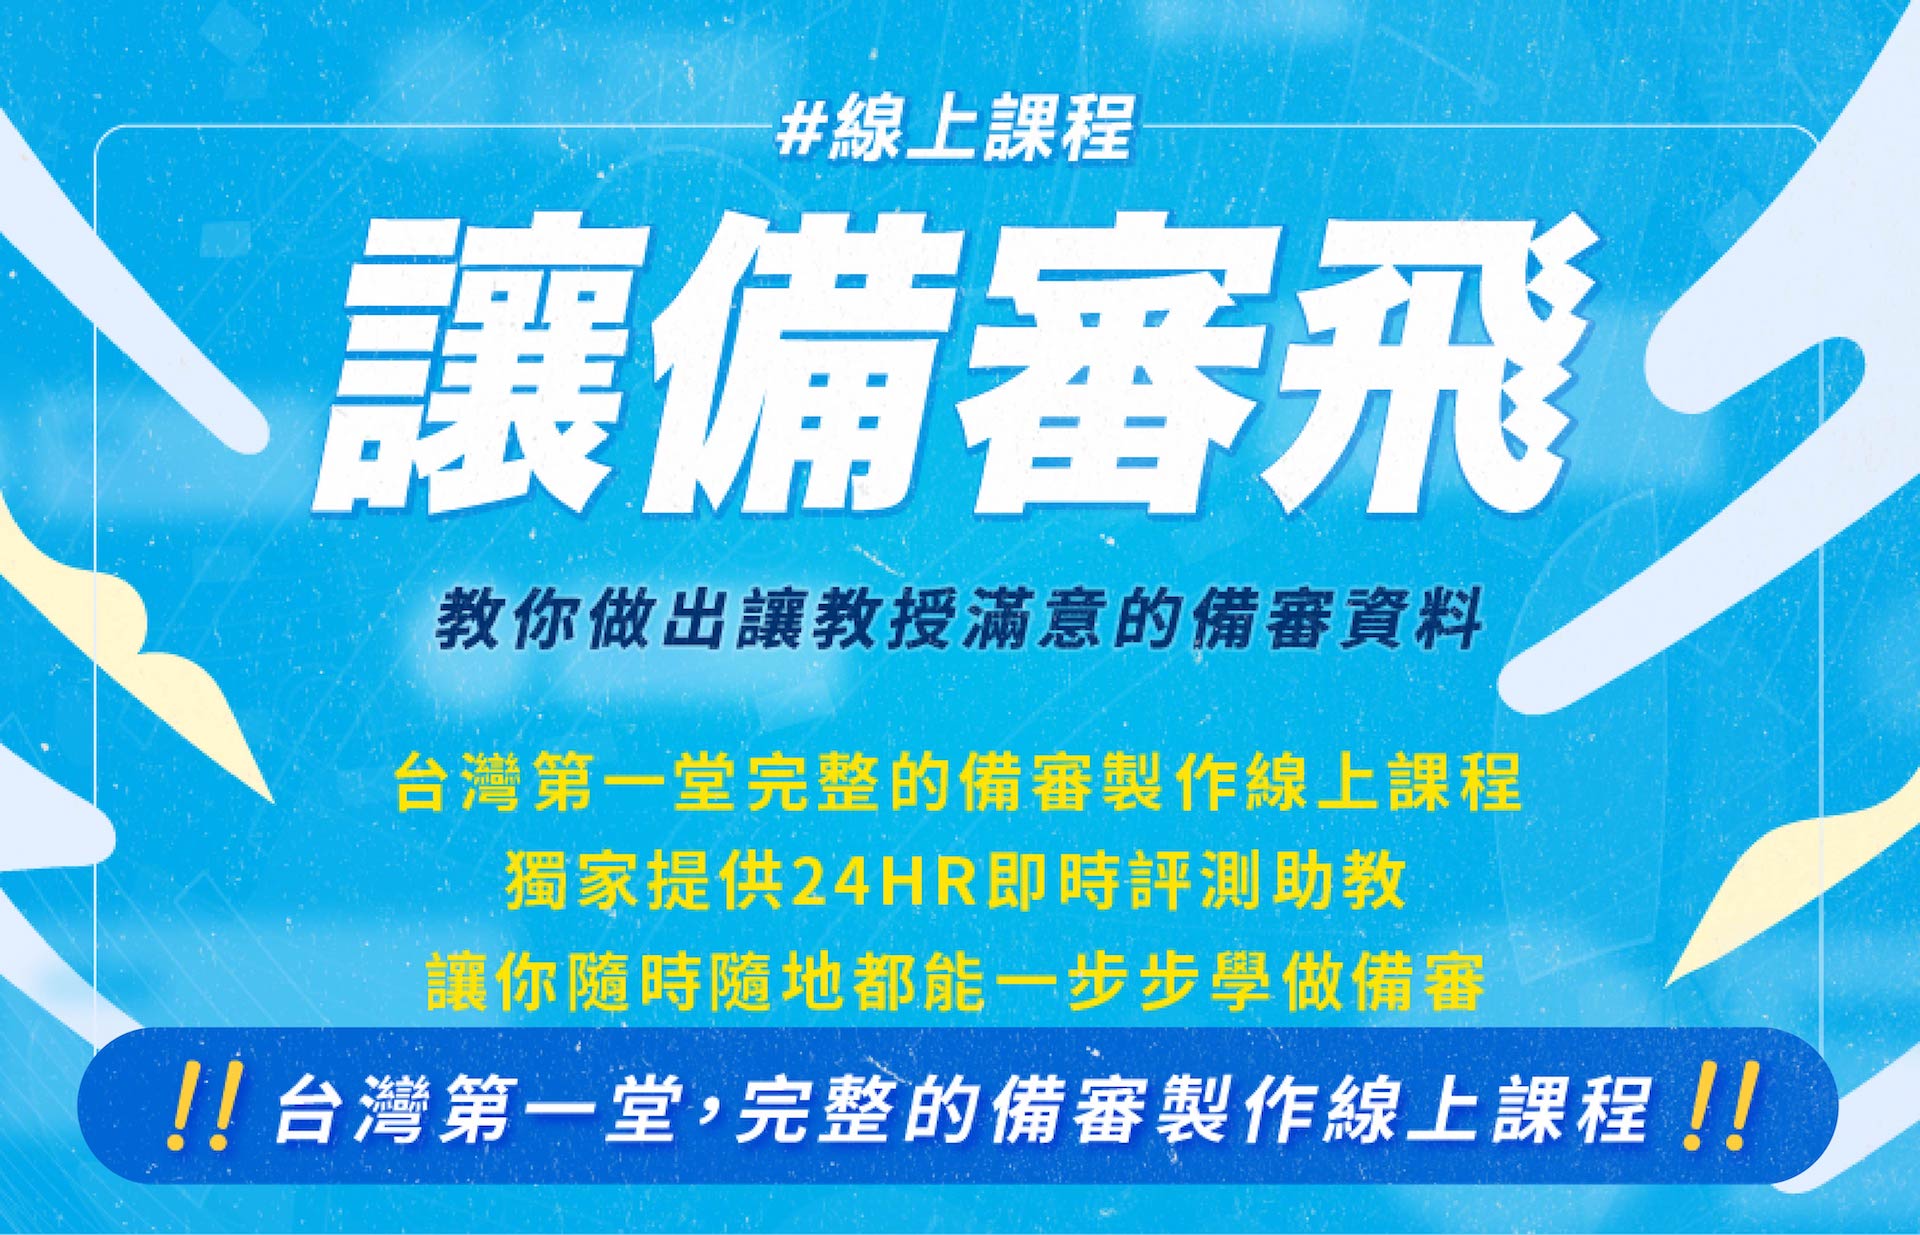 #線上課程
讓備審飛
教你做出讓教授滿意的備審資料
台灣第一堂完整的備審製作線上課程
獨家提供24HR即時評測助教
讓你隨時隨地都能一步步學做備審
!! 台灣第一堂，完整的備審製作線上課程 !!